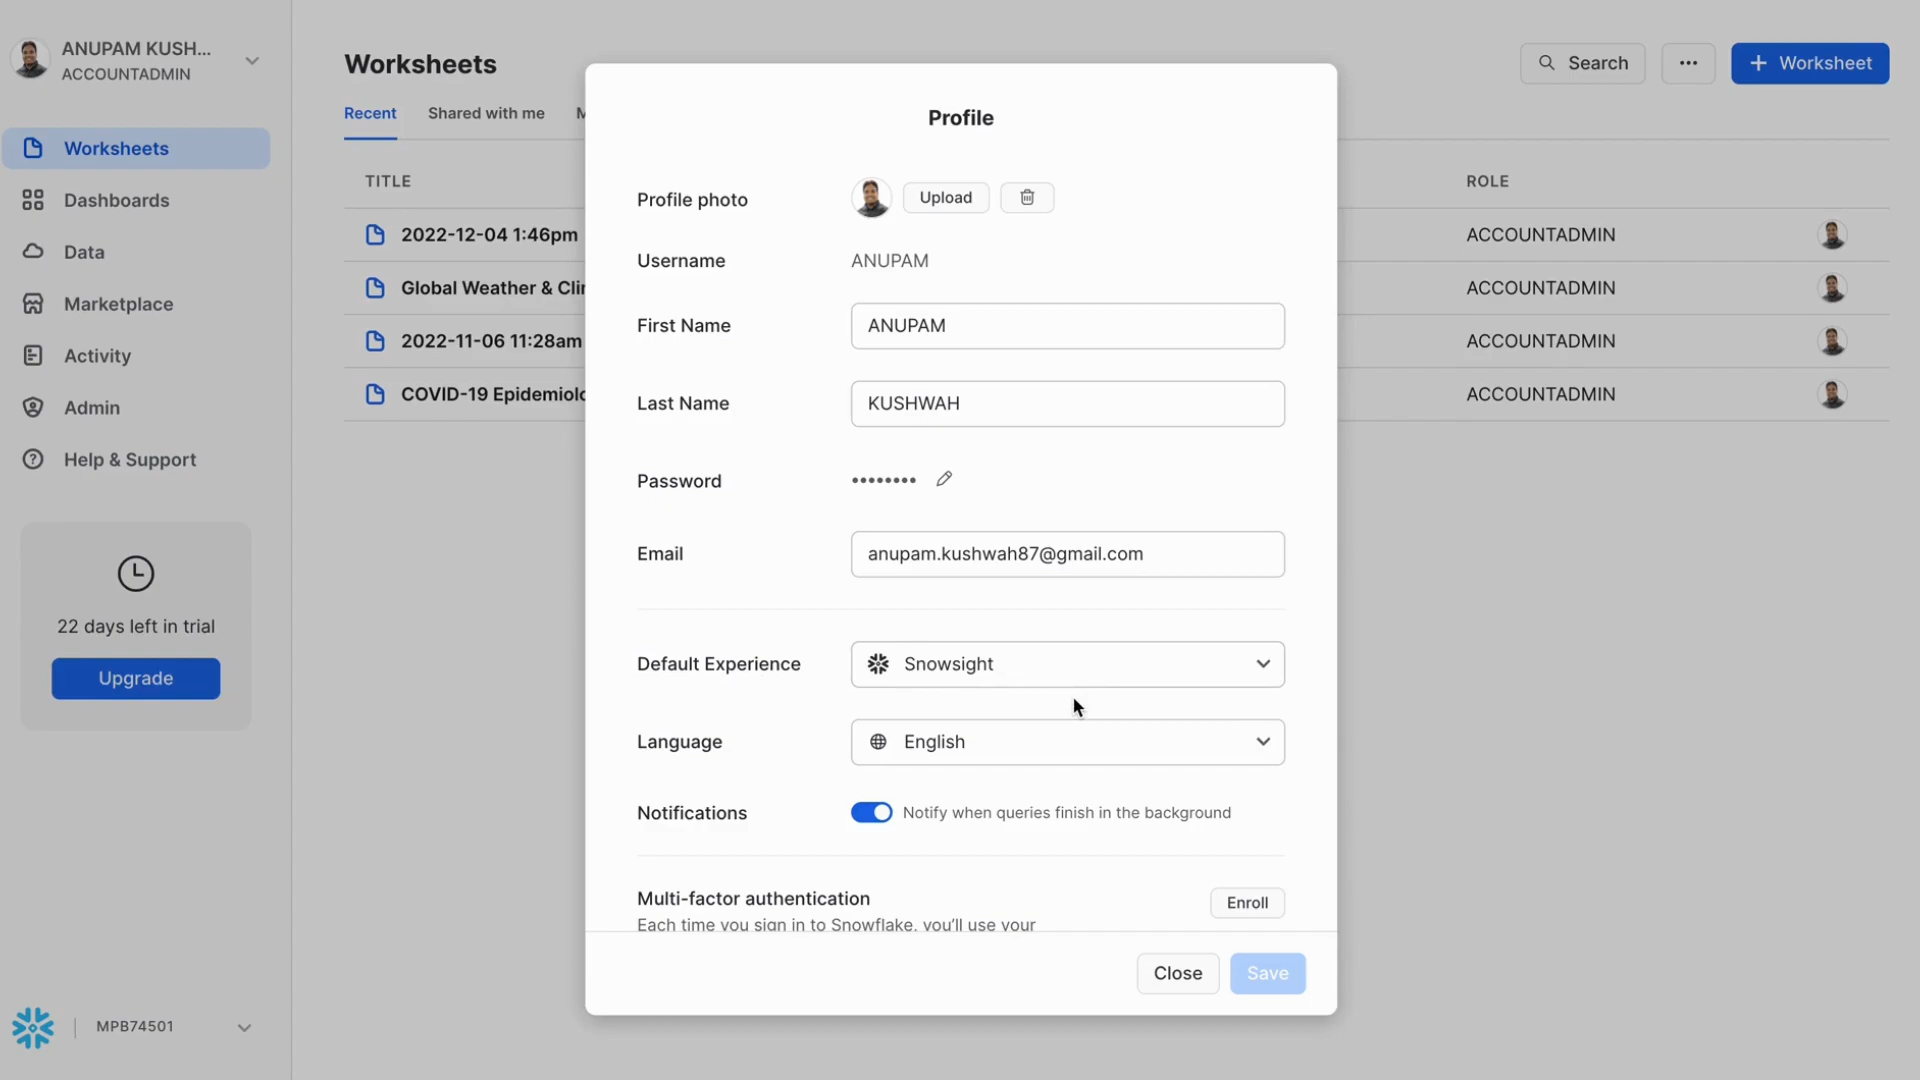 ANUPAM KUSH...
ACCOUNTADMIN
Worksheets
Dashboards
Data
Marketplace
Activity
Admin
Help & Support
22 days left in trial
Upgrade
MPB74501
Worksheets
Search
Worksheet
Recent Shared with me
TITLE ROLE
2022-12-04 1:46pm ACCOUNTADMIN
Global Weather & ACCOUNTADMIN
2022-11-06 11:28am ACCOUNTADMIN
COVID-19 ACCOUNTADMIN
Profile
Profile photo Upload
Username ANUPAM
First Name ANUPAM
Last Name KUSHWAH
Password ••••••••
Email anupam.kushwah87@gmail.com
Default Experience Snowsight
Language English
Notifications Notify when queries finish in the background
Multi-factor authentication Enroll
Each time you sign in to Snowflake, you'll use your
Close Save